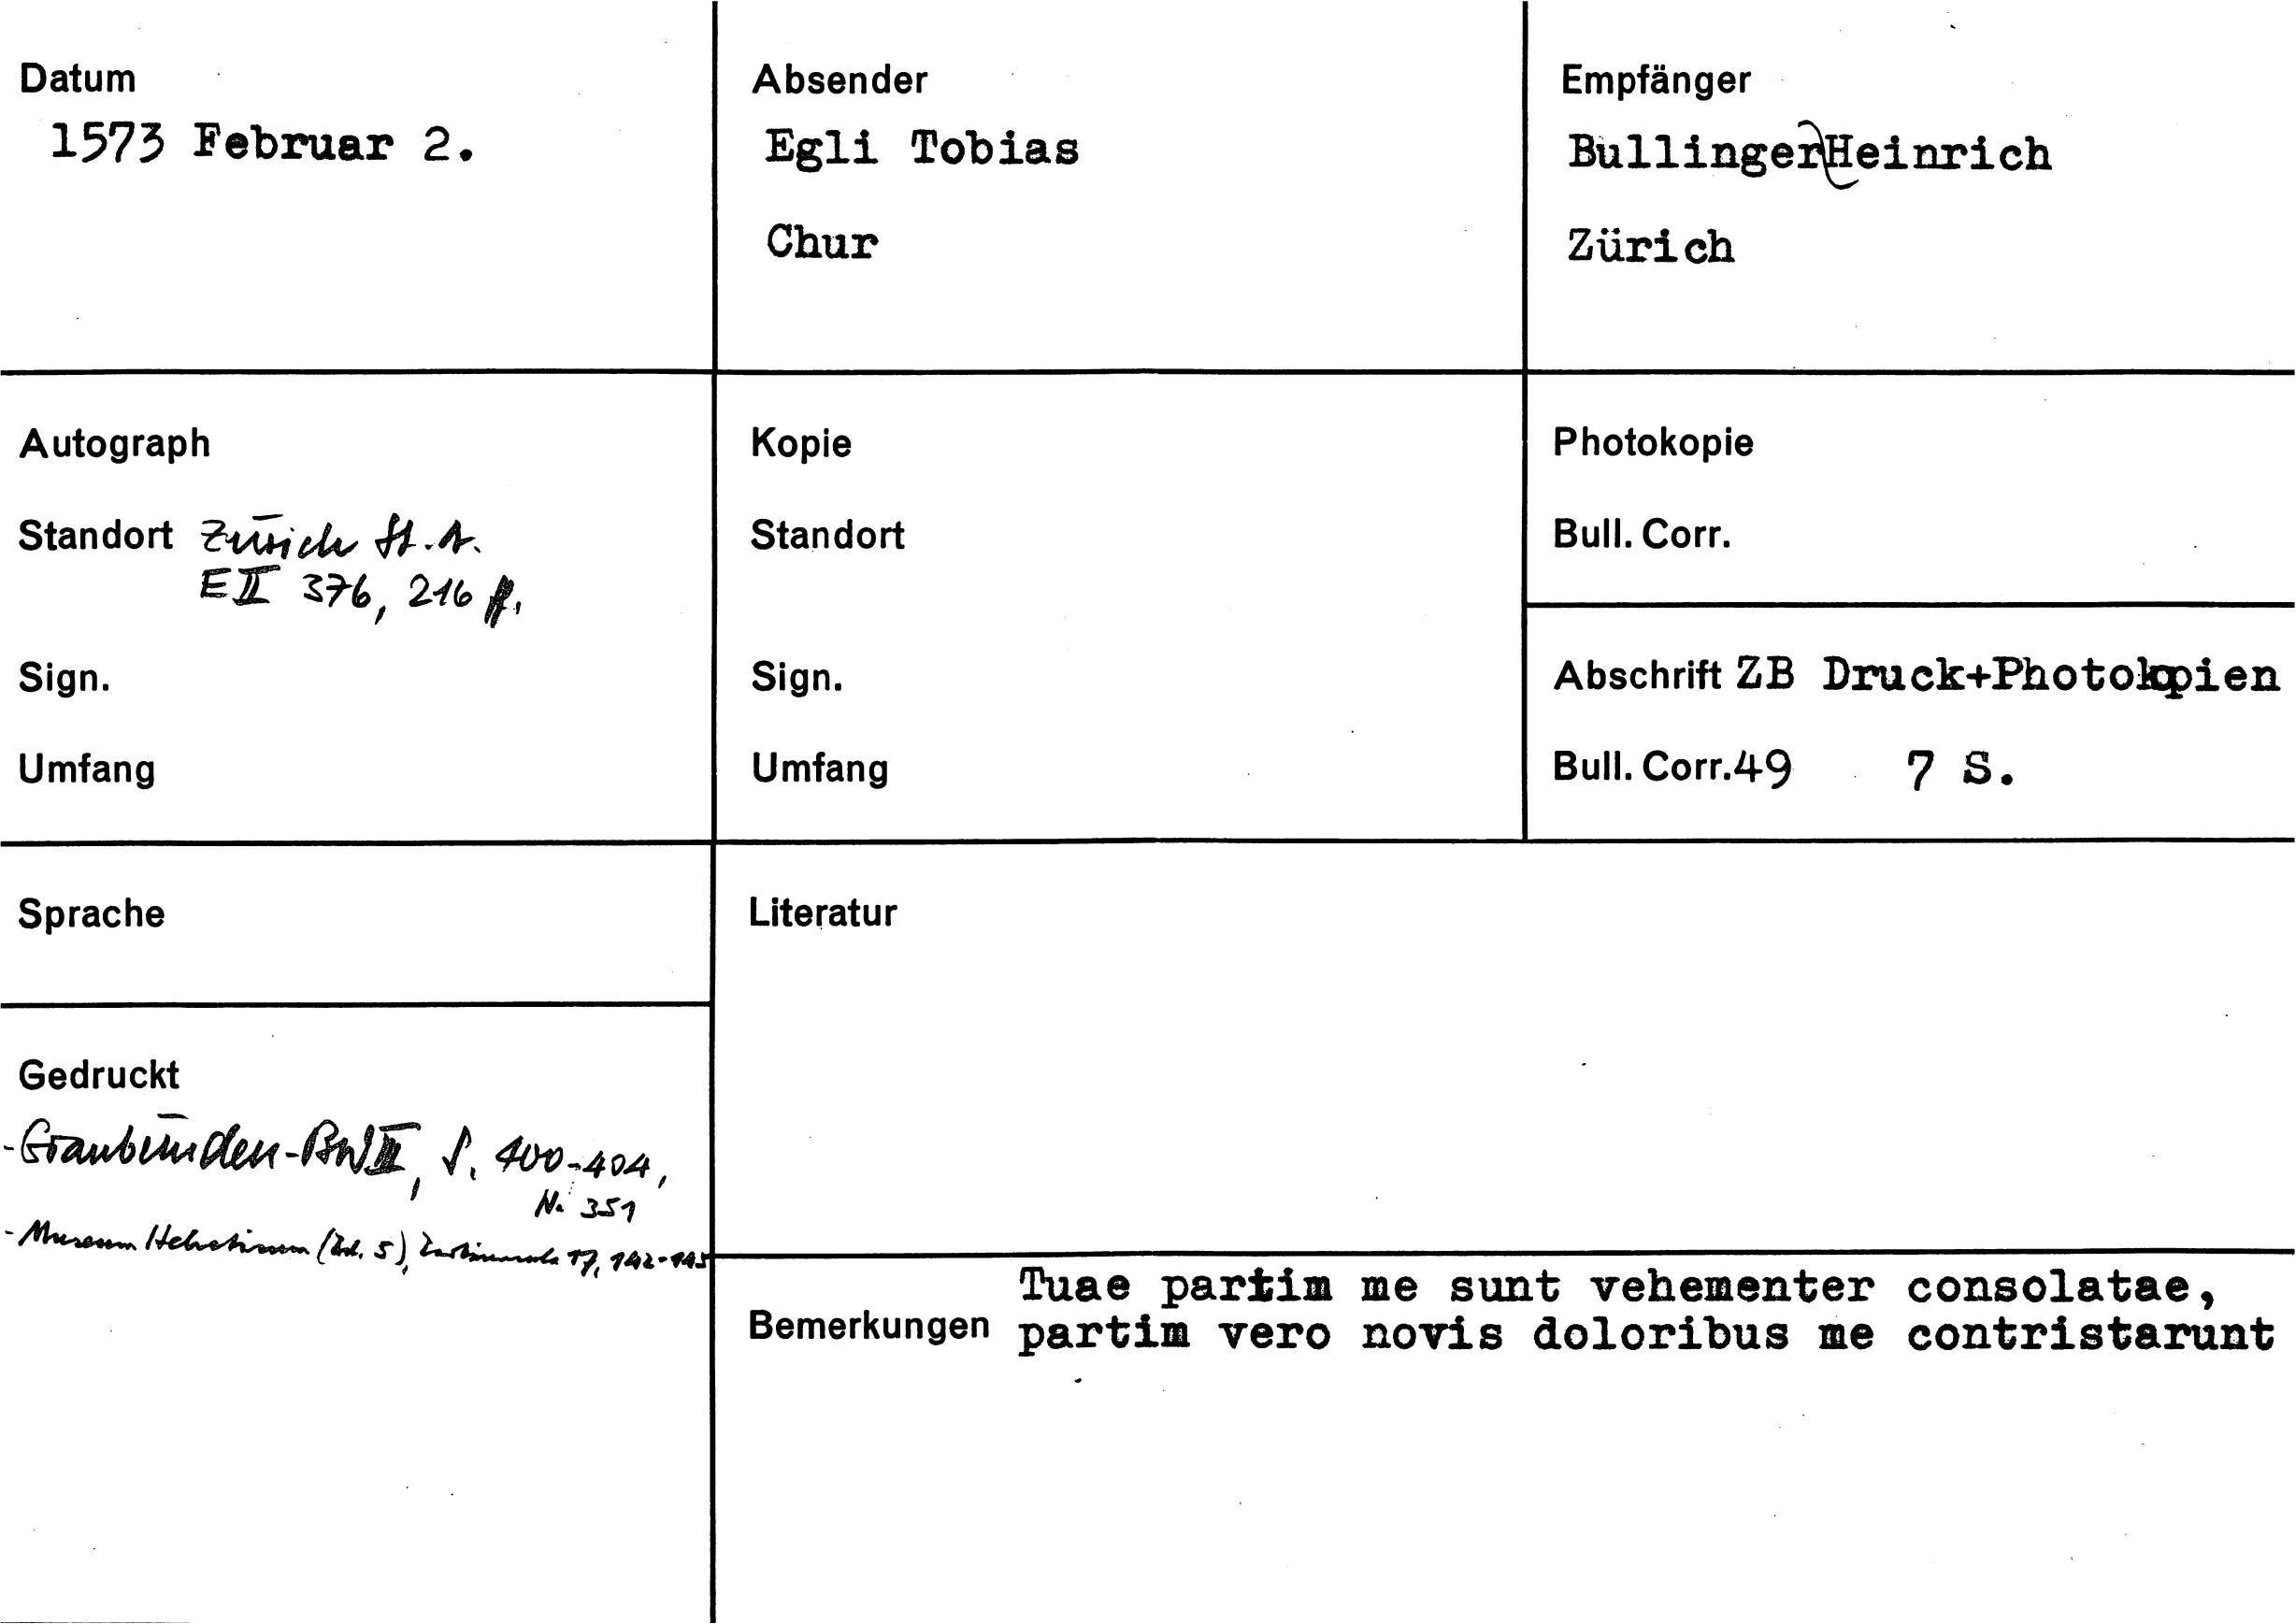 Datum
1573 Februar 2.
Absender
Egli Tobias
Chur
Empfänger
Bullinger Heinrich
Zürich
Autograph
Standort Zürich St.A.
E II 376, 216 f.
Sign.
Umfang
Kopie
Standort
Sign.
Umfang
Photokopie
Bull. Corr.
Abschrift ZB Druck+Photokopien
Bull. Corr.49 7 S.
Sprache
Literatur
Gedruckt
-Graubünden-BW III, S. 400-404,
Nr. 351
- Museum Helveticum (Bd. 5), 17, 142-145
Bemerkungen
Tuae partim me sunt vehementer consolatae,
partim vero novis doloribus me contristarunt